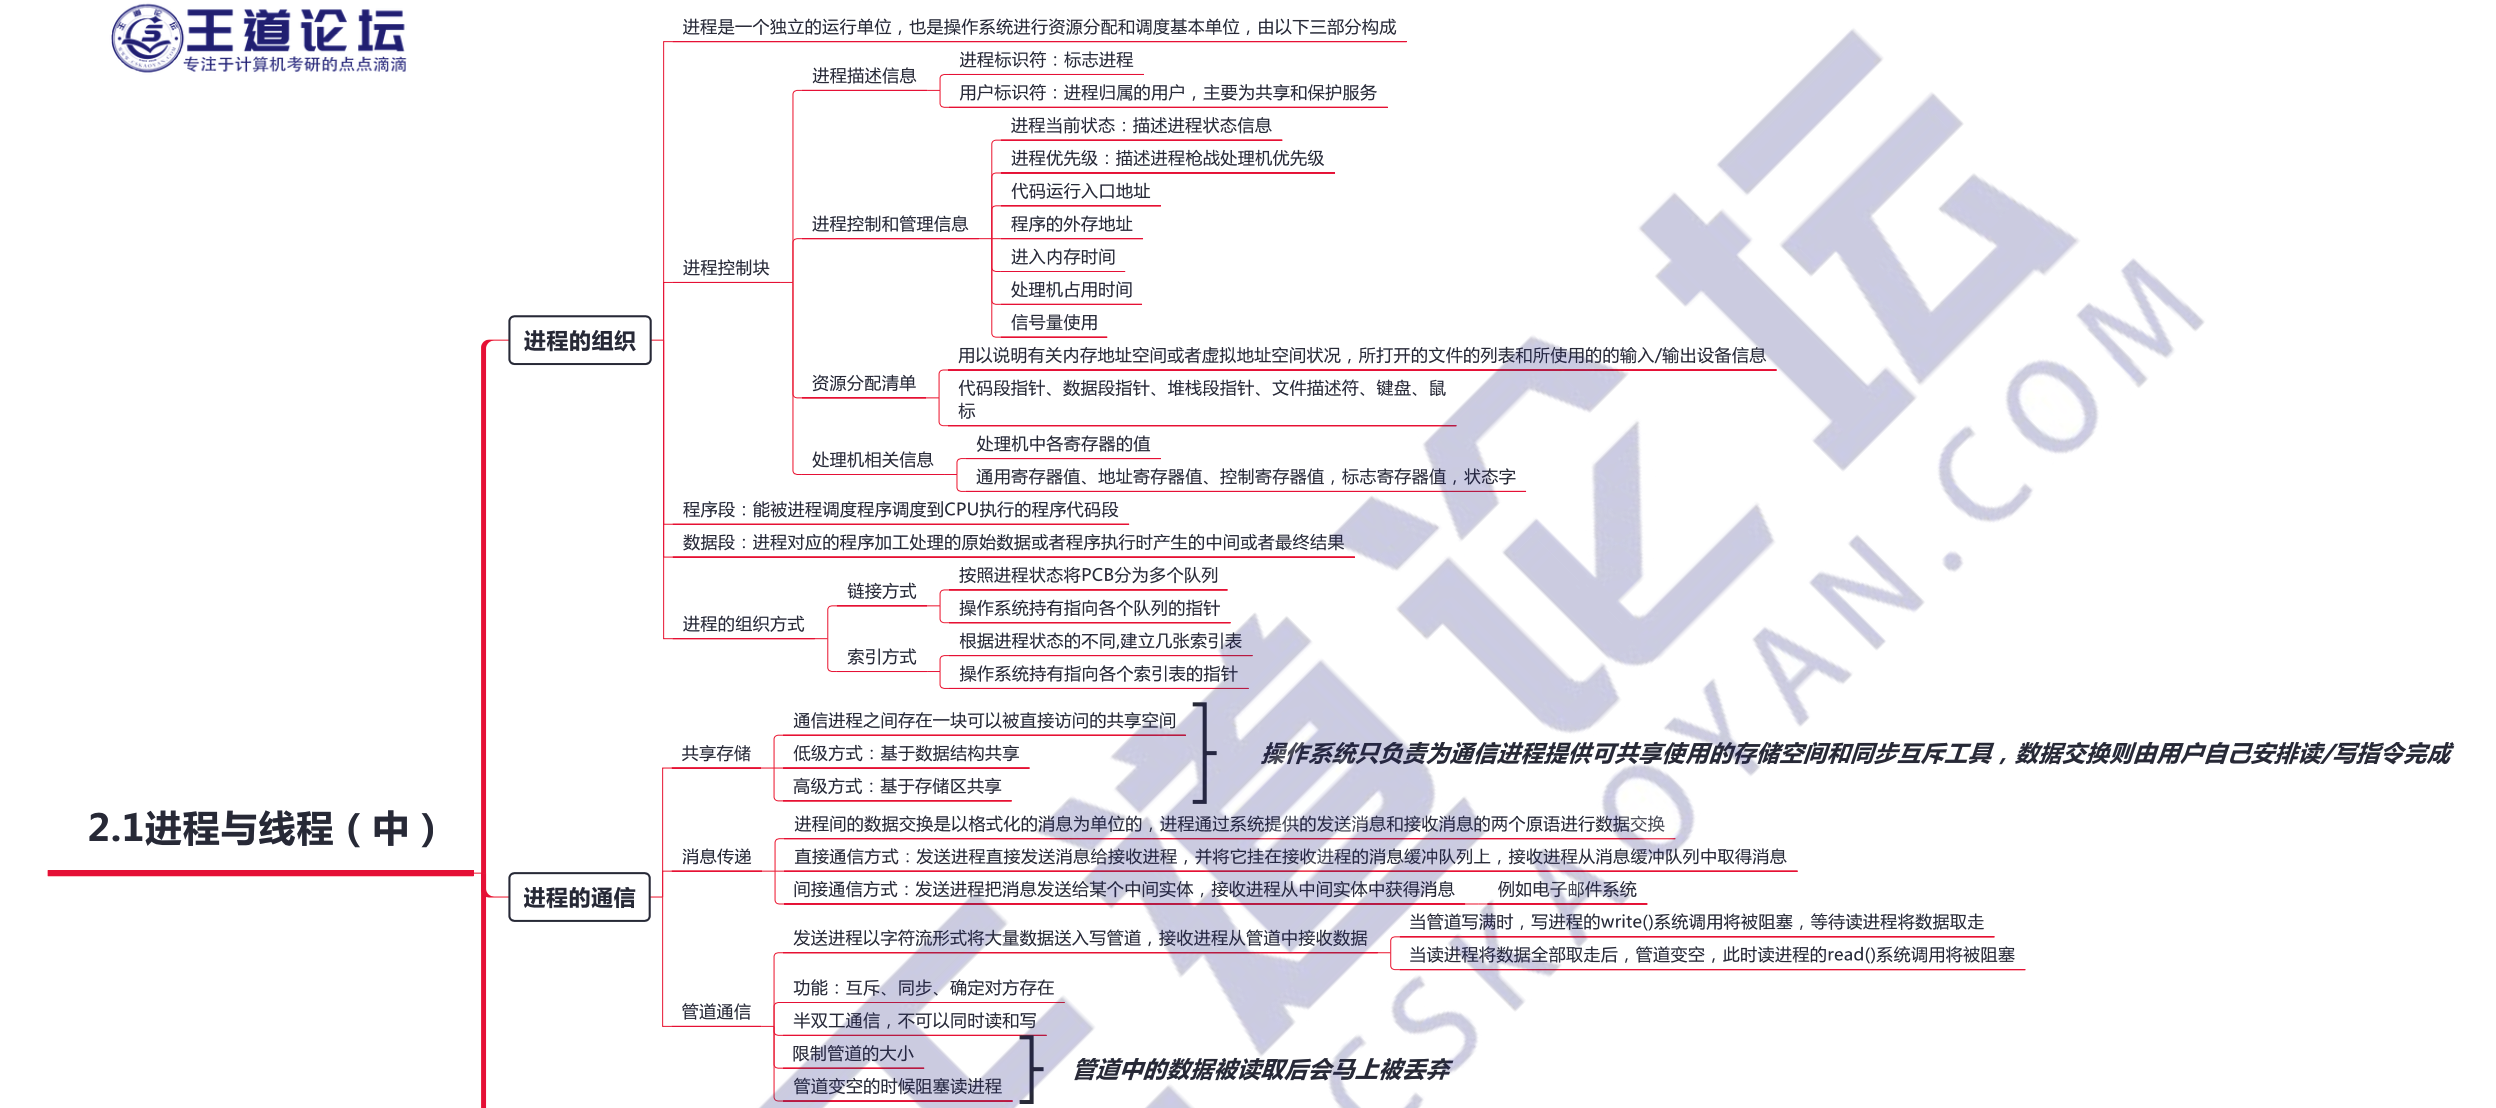 王道论坛
专注于计算机考研的点点滴滴
2.1进程与线程（中）
进程的组织
进程是一个独立的运行单位，也是操作系统进行资源分配和调度基本单位，由以下三部分构成
进程控制块
进程描述信息
进程标识符：标志进程
用户标识符：进程归属的用户，主要为共享和保护服务
进程控制和管理信息
进程当前状态：描述进程状态信息
进程优先级：描述进程枪战处理机优先级
代码运行入口地址
程序的外存地址
进入内存时间
处理机占用时间
信号量使用
资源分配清单
用以说明有关内存地址空间或者虚拟地址空间状况，所打开的文件的列表和所使用的的输入/输出设备信息
代码段指针、数据段指针、堆栈段指针、文件描述符、键盘、鼠
标
处理机相关信息
处理机中各寄存器的值
通用寄存器值、地址寄存器值、控制寄存器值，标志寄存器值，状态字
程序段：能被进程调度程序调度到CPU执行的程序代码段
数据段：进程对应的程序加工处理的原始数据或者程序执行时产生的中间或者最终结果
进程的组织方式
链接方式
按照进程状态将PCB分为多个队列
操作系统持有指向各个队列的指针
索引方式
根据进程状态的不同,建立几张索引表
操作系统持有指向各个索引表的指针
进程的通信
共享存储
通信进程之间存在一块可以被直接访问的共享空间
低级方式：基于数据结构共享
高级方式：基于存储区共享
操作系统只负责为通信进程提供可共享使用的存储空间和同步互斥工具，数据交换则由用户自己安排读/写指令完成
消息传递
进程间的数据交换是以格式化的消息为单位的，进程通过系统提供的发送消息和接收消息的两个原语进行数据交换
直接通信方式：发送进程直接发送消息给接收进程，并将它挂在接收进程的消息缓冲队列上，接收进程从消息缓冲队列中取得消息
间接通信方式：发送进程把消息发送给某个中间实体，接收进程从中间实体中获得消息
例如电子邮件系统
管道通信
发送进程以字符流形式将大量数据送入写管道，接收进程从管道中接收数据
当管道写满时，写进程的write()系统调用将被阻塞，等待读进程将数据取走
当读进程将数据全部取走后，管道变空，此时读进程的read()系统调用将被阻塞
功能：互斥、同步、确定对方存在
半双工通信，不可以同时读和写
限制管道的大小
管道变空的时候阻塞读进程
管道中的数据被读取后会马上被丢弃
王道论坛
CSKAOYAN.COM